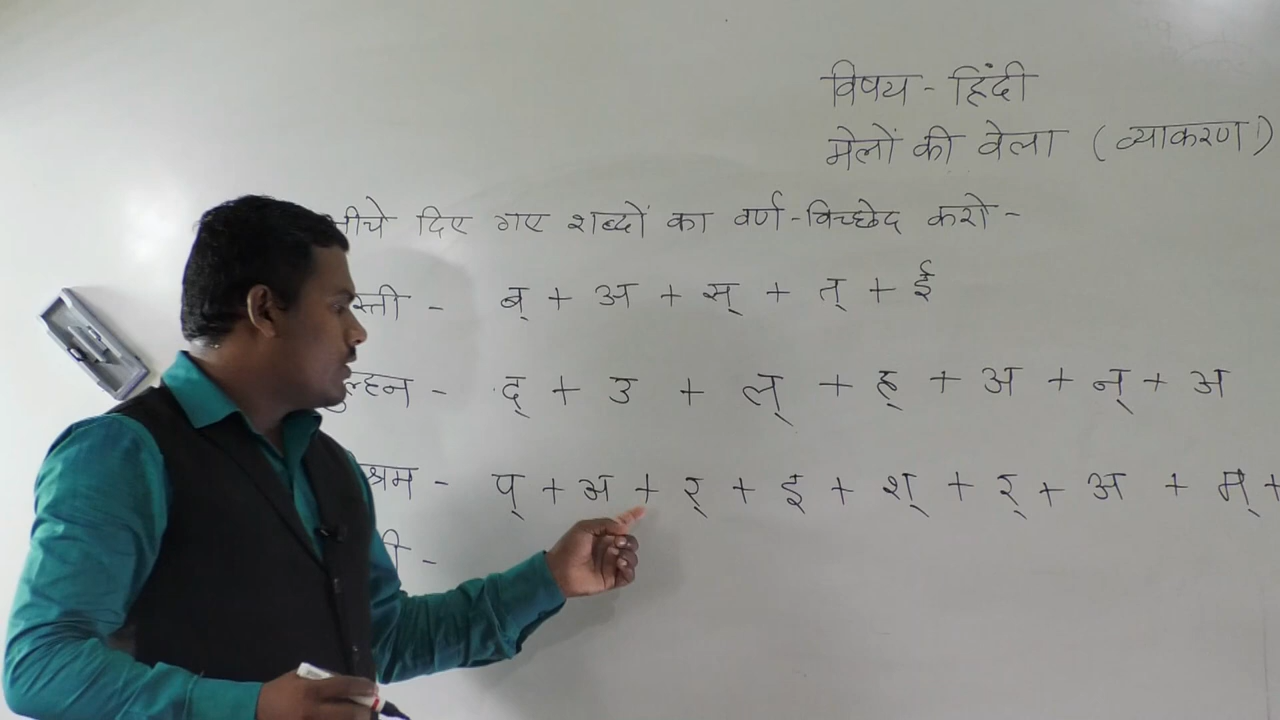 विषय - हिंदी
मेलों की वेला (व्याकरण)
नीचे दिए गए शब्दों का वर्ण-विच्छेद करो -
स्ती - ब् + अ + स् + त् + ई
ुल्हन - द् + उ + ल् + ह् + अ + न् + अ
श्रम - प् + अ + र् + इ + श् + र् + अ + म् +
ी -